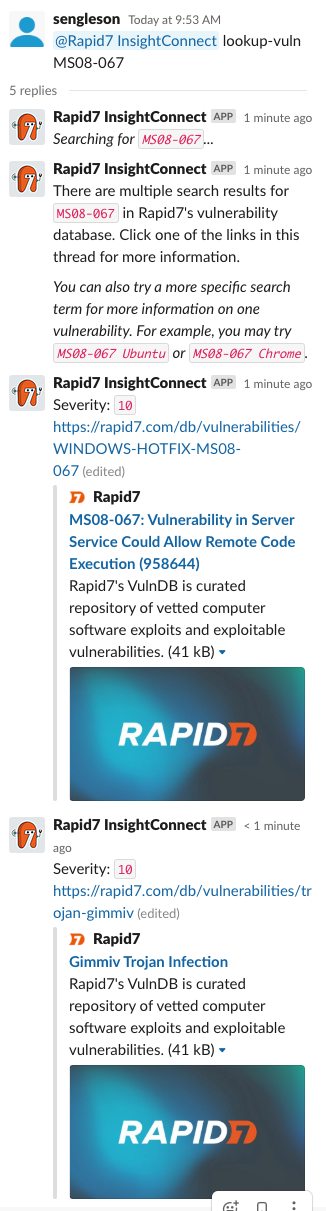 sengleson Today at 9:53 AM
@Rapid7 InsightConnect lookup-vuln
MS08-067
5 replies
Rapid7 InsightConnect APP 1 minute ago
Searching for MS08-067...
Rapid7 InsightConnect APP 1 minute ago
There are multiple search results for
MS08-067 in Rapid7's vulnerability
database. Click one of the links in this
thread for more information.
You can also try a more specific search
term for more information on one
vulnerability. For example, you may try
MS08-067 Ubuntu or MS08-067 Chrome.
Rapid7 InsightConnect APP 1 minute ago
Severity: 10
https://rapid7.com/db/vulnerabilities/
WINDOWS-HOTFIX-MS08-
067 (edited)
Rapid7
MS08-067: Vulnerability in Server
Service Could Allow Remote Code
Execution (958644)
Rapid7's VulnDB is curated
repository of vetted computer
software exploits and exploitable
vulnerabilities. (41 kB)
RAPID7
Rapid7 InsightConnect APP < 1 minute
ago
Severity: 10
https://rapid7.com/db/vulnerabilities/tr
ojan-gimmiv (edited)
Rapid7
Gimmiv Trojan Infection
Rapid7's VulnDB is curated
repository of vetted computer
software exploits and exploitable
vulnerabilities. (41 kB)
RAPID7